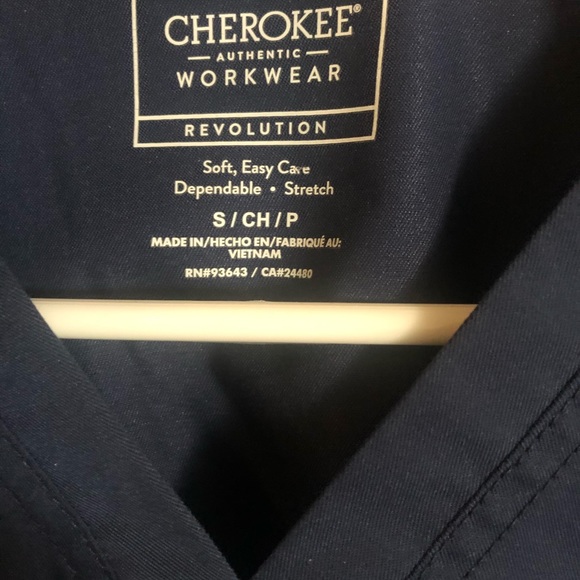 CHEROKEE®
AUTHENTIC
WORKWEAR
REVOLUTION
Soft, Easy Care
Dependable • Stretch
S / CH / P
MADE IN/HECHO EN/FABRIQUÉ AU:
VIETNAM
RN#93643 / CA#24480